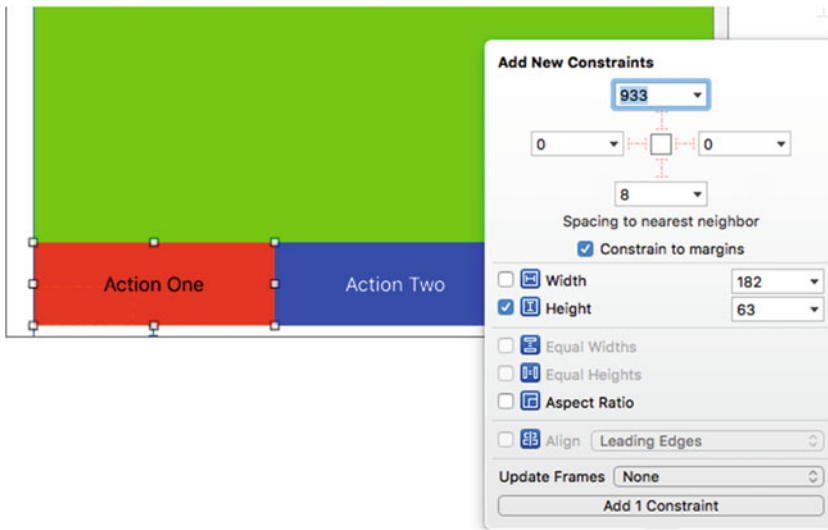 Add New Constraints
933
0
0
8
Spacing to nearest neighbor
Constrain to margins
Width
182
Height
63
Equal Widths
Equal Heights
Aspect Ratio
Align
Leading Edges
Update Frames
None
Add 1 Constraint
Action One
Action Two